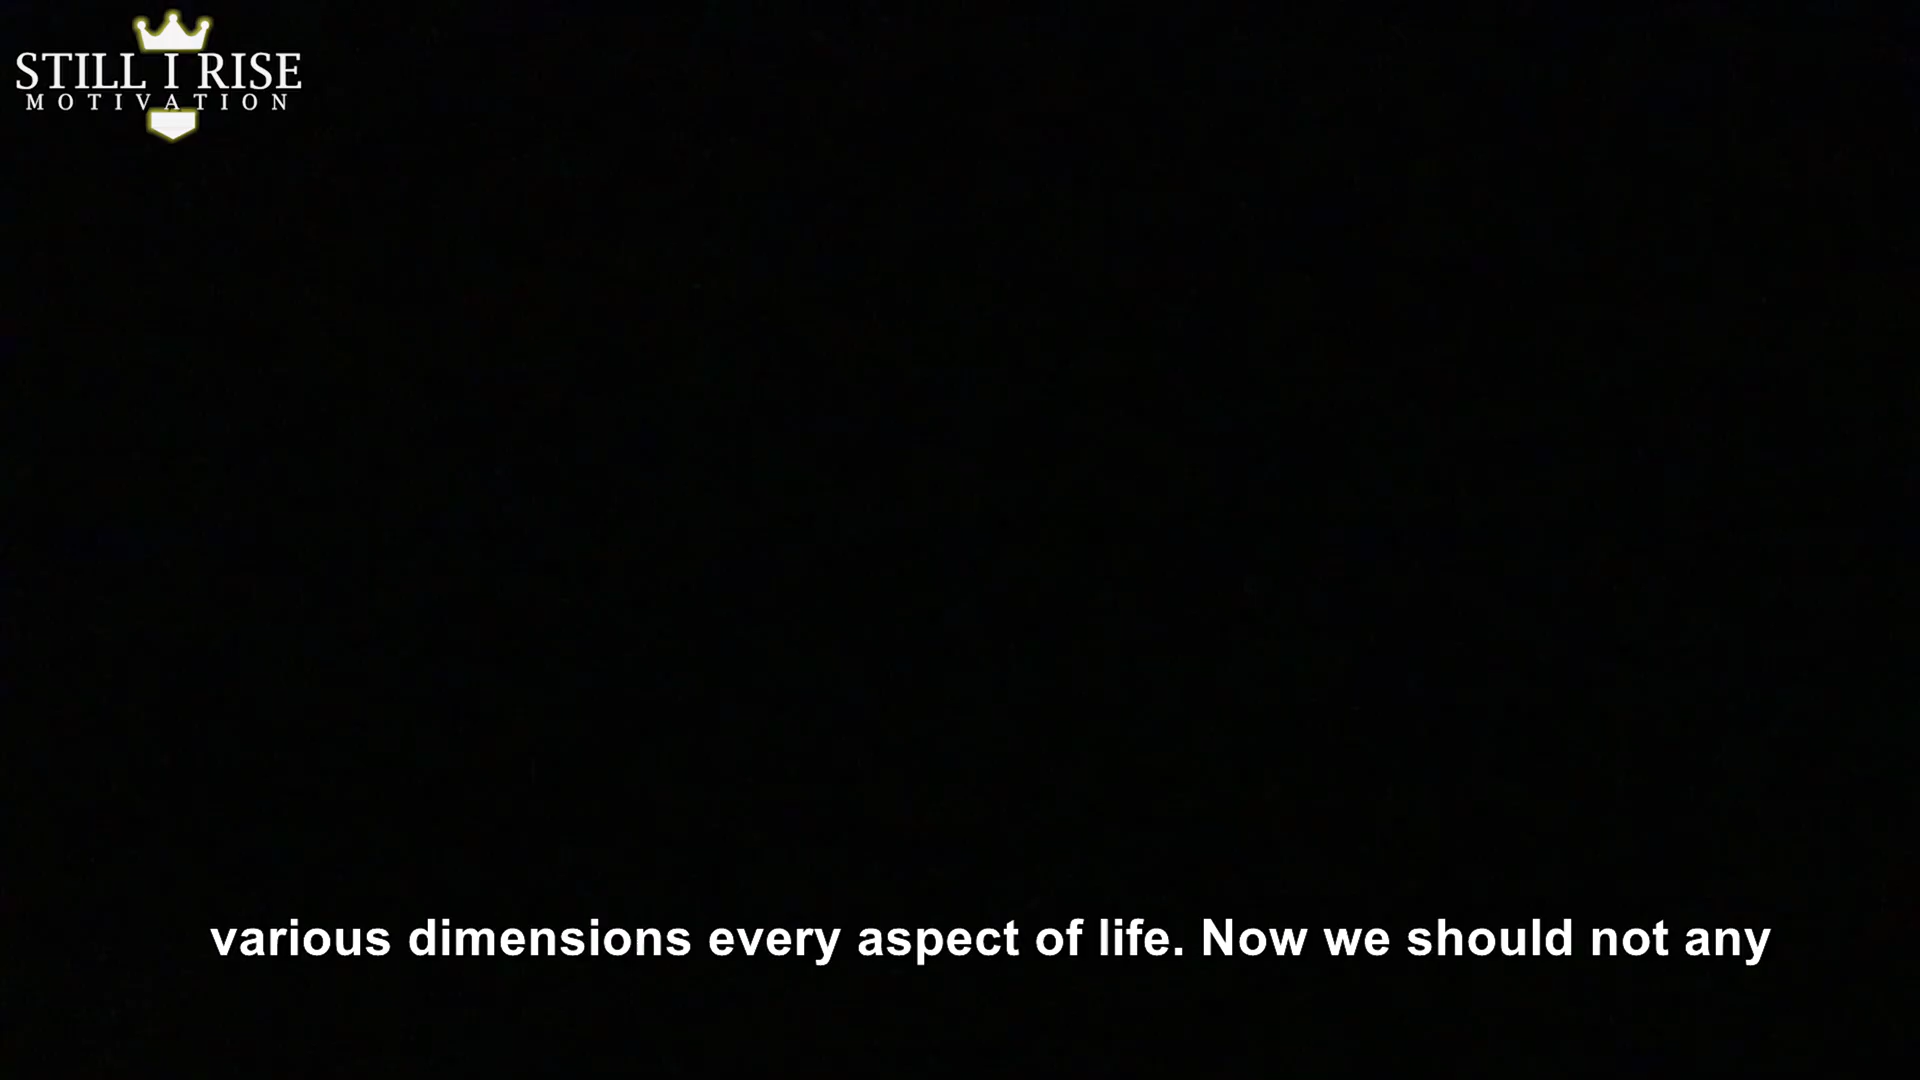 STILL I RISE
MOTIVATION
various dimensions every aspect of life. Now we should not any